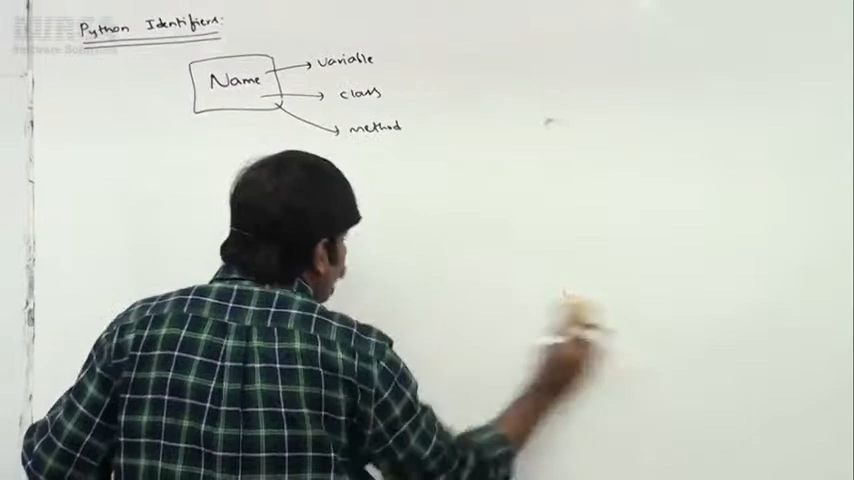 Python Identifiers:
Name
variable
class
method